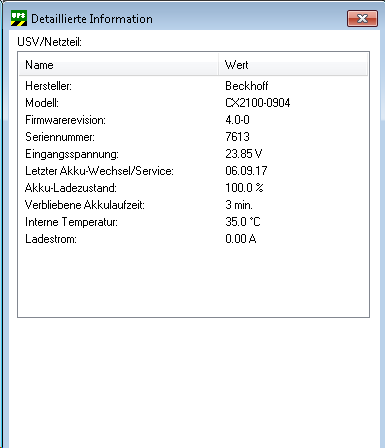 UPS Detaillierte Information
USV/Netzteil:
Name Wert
Hersteller: Beckhoff
Modell: CX2100-0904
Firmwarerevision: 4.0-0
Seriennummer: 7613
Eingangsspannung: 23.85 V
Letzter Akku-Wechsel/Service: 06.09.17
Akku-Ladezustand: 100.0 %
Verbliebene Akkulaufzeit: 3 min.
Interne Temperatur: 35.0 °C
Ladestrom: 0.00 A